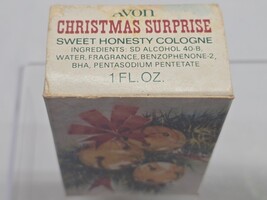 AVON
CHRISTMAS SURPRISE
SWEET HONESTY COLOGNE
INGREDIENTS: SD ALCOHOL 40-B,
WATER, FRAGRANCE, BENZOPHENONE-2,
BHA, PENTASODIUM PENTETATE
1 FL. OZ.